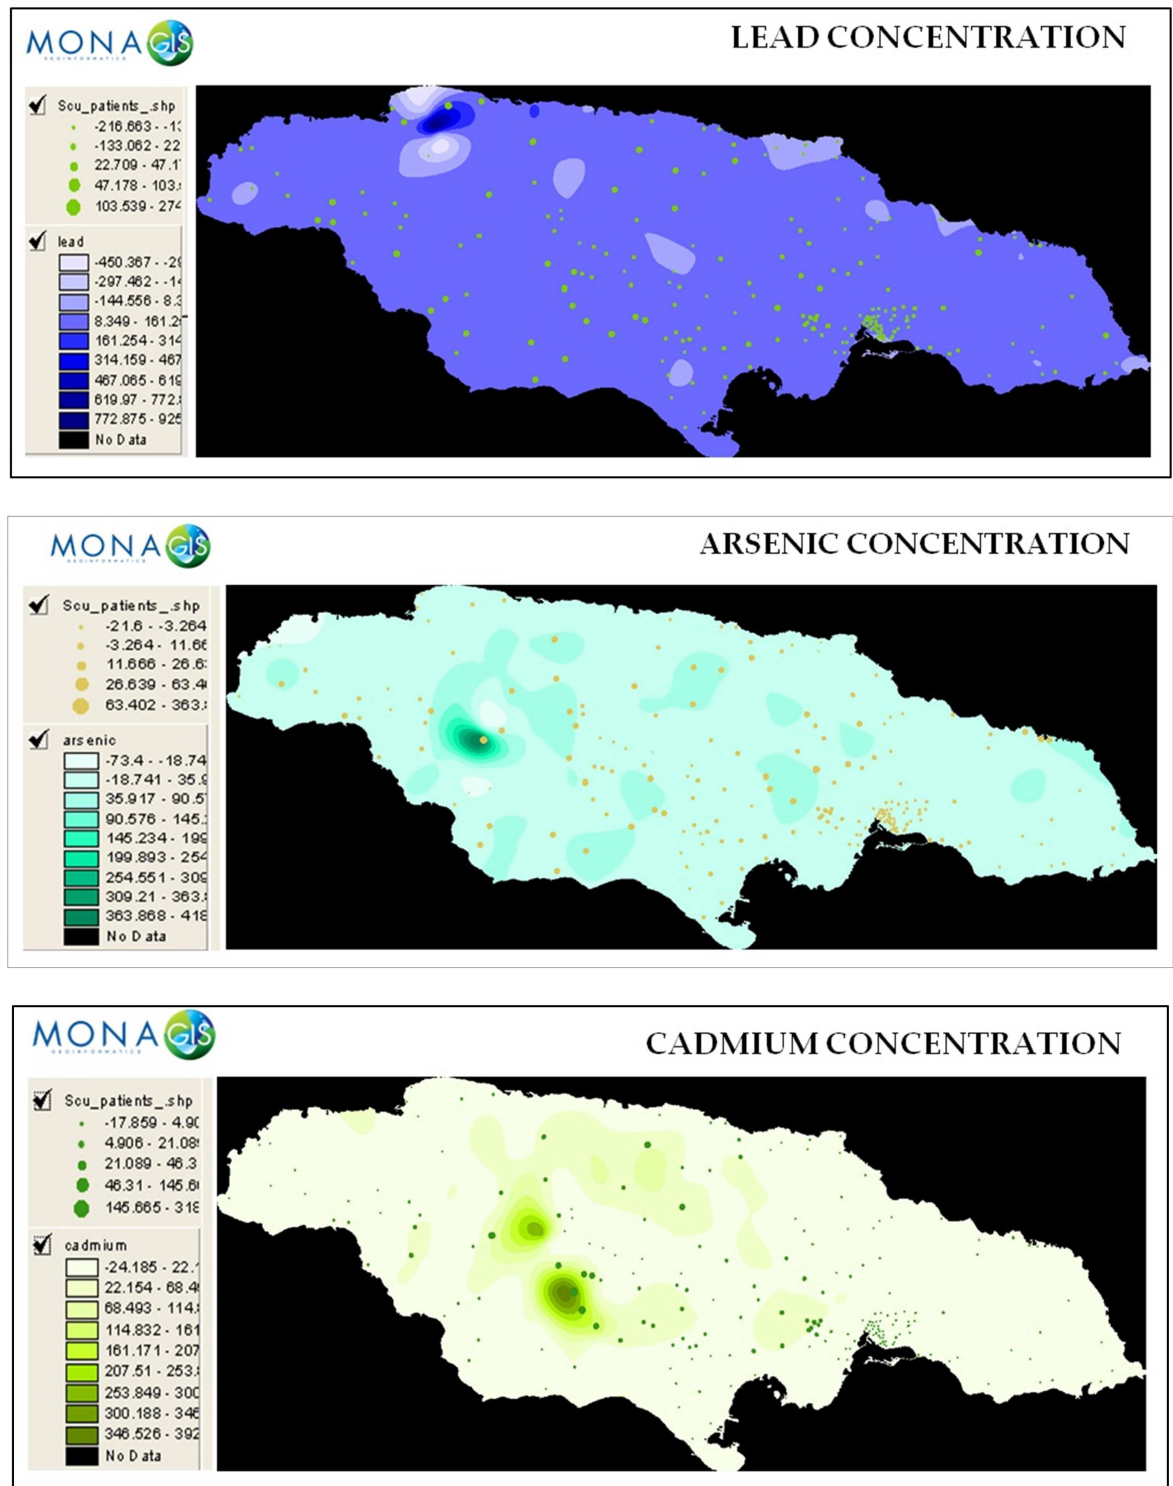 MONA GIS
GEOINFORMATICS
LEAD CONCENTRATION
Scu_patients_.shp
-216.663 - -13
-133.062 - 22
22.709 - 47.1
47.178 - 103.
103.539 - 274
lead
-450.367 - -29
-297.462 - -14
-144.556 - 8.3
8.349 - 161.2
161.254 - 314
314.159 - 467
467.065 - 619
619.97 - 772.
772.875 - 925
No Data
MONA GIS
GEOINFORMATICS
ARSENIC CONCENTRATION
Scu_patients_.shp
-21.6 - -3.264
-3.264 - 11.66
11.666 - 26.6
26.639 - 63.4
63.402 - 363.
arsenic
-73.4 - -18.74
-18.741 - 35.9
35.917 - 90.5
90.576 - 145.
145.234 - 199
199.893 - 254
254.551 - 309
309.21 - 363.
363.868 - 418
No Data
MONA GIS
GEOINFORMATICS
CADMIUM CONCENTRATION
Scu_patients_.shp
-17.859 - 4.90
4.906 - 21.08
21.089 - 46.3
46.31 - 145.6
145.665 - 318
cadmium
-24.185 - 22.
22.154 - 68.4
68.493 - 114.
114.832 - 161
161.171 - 207
207.51 - 253.
253.849 - 300
300.188 - 346
346.526 - 392
No Data